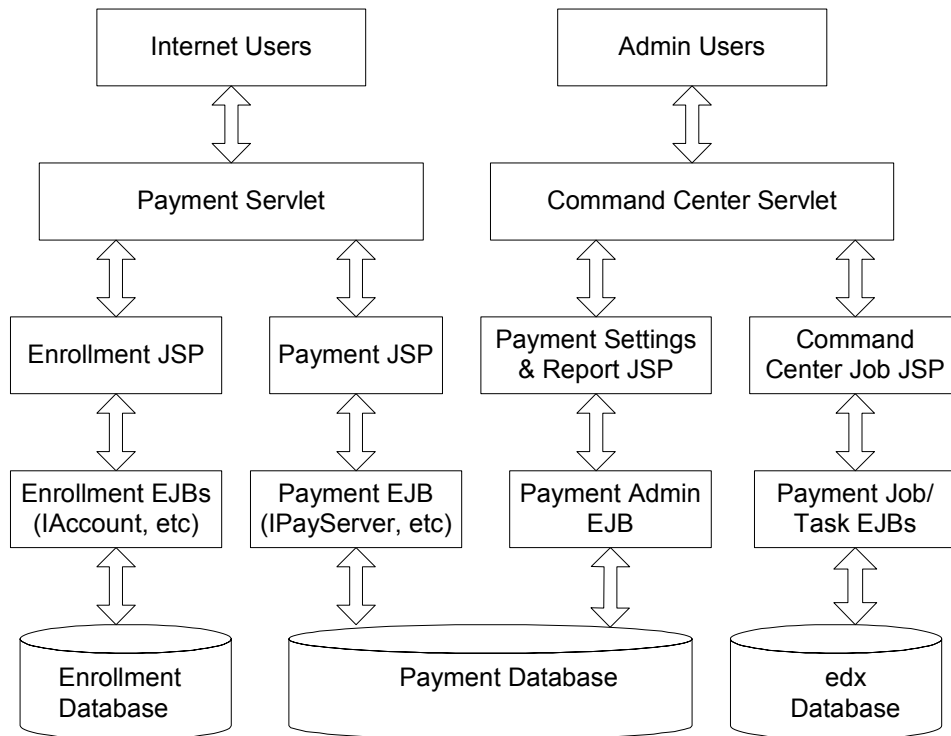 Internet Users
Admin Users
Payment Servlet
Command Center Servlet
Enrollment JSP
Payment JSP
Payment Settings
& Report JSP
Command
Center Job JSP
Enrollment EJBs
(IAccount, etc)
Payment EJB
(IPayServer, etc)
Payment Admin
EJB
Payment Job/
Task EJBs
Enrollment
Database
Payment Database
edx
Database